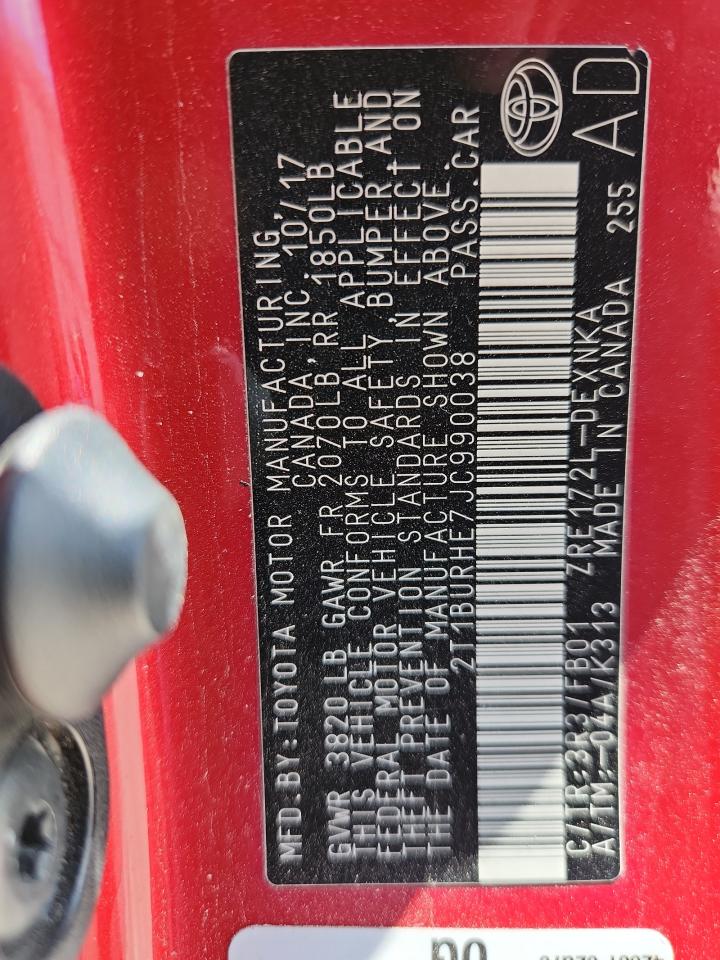 MFD.BY:TOYOTA MOTOR MANUFACTURING,
CANADA, INC. 10/17
GVWR 3820LB GAWR FR 2070LB RR 1850LB
THIS VEHICLE CONFORMS TO ALL APPLICABLE
FEDERAL MOTOR VEHICLE SAFETY,BUMPER,AND
THEFT PREVENTION STANDARDS IN EFFECT ON
THE DATE OF MANUFACTURE SHOWN ABOVE.
2T1BURHE7JC990038 PASS.CAR
C/TR:3R3/FB01 ZRE172L-DEXNKA
A/TM:-04A/K313 MADE IN CANADA 255
AD